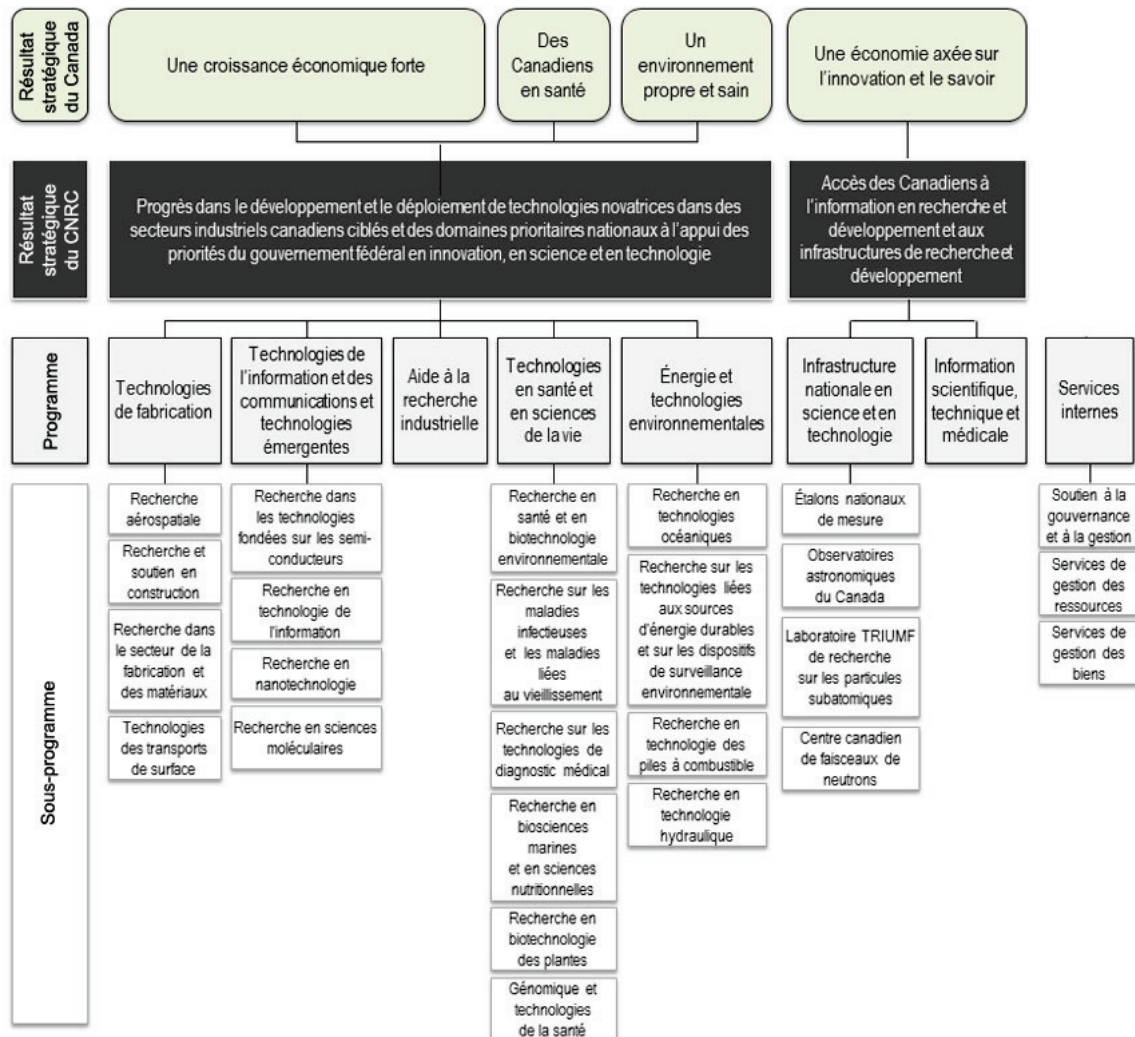 Résultat
stratégique
du Canada
Une croissance économique forte
Des
Canadiens
en santé
Un
environnement
propre et sain
Une économie axée sur
l'innovation et le savoir
Résultat
stratégique
du CNRC
Progrès dans le développement et le déploiement de technologies novatrices dans des
secteurs industriels canadiens ciblés et des domaines prioritaires nationaux à l'appui des
priorités du gouvernement fédéral en innovation, en science et en technologie
Accès des Canadiens à
l'information en recherche et
développement et aux
infrastructures de recherche et
développement
Programme
Technologies
de fabrication
Technologies de
l'information et des
communications et
technologies
émergentes
Aide à la
recherche
industrielle
Technologies
en santé et
en sciences
de la vie
Énergie et
technologies
environnementales
Infrastructure
nationale en
science et en
technologie
Information
scientifique,
technique et
médicale
Services
internes
Sous-programme
Recherche
aérospatiale
Recherche et
soutien en
construction
Recherche dans
le secteur de la
fabrication et
des matériaux
Technologies
des transports
de surface
Recherche dans
les technologies
fondées sur les semi-
conducteurs
Recherche en
technologie de
l'information
Recherche en
nanotechnologie
Recherche en sciences
moléculaires
Recherche en
santé et en
biotechnologie
environnementale
Recherche sur les
maladies
infectieuses
et les maladies
liées
au vieillissement
Recherche sur les
technologies de
diagnostic médical
Recherche en
biosciences
marines
et en sciences
nutritionnelles
Recherche en
biotechnologie
des plantes
Génomique et
technologies
de la santé
Recherche en
technologies
océaniques
Recherche sur les
technologies liées
aux sources
d'énergie durables
et sur les dispositifs
de surveillance
environnementale
Recherche en
technologie des
piles à combustible
Recherche en
technologie
hydraulique
Étalons nationaux
de mesure
Observatoires
astronomiques
du Canada
Laboratoire TRIUMF
de recherche
sur les particules
subatomiques
Centre canadien
de faisceaux de
neutrons
Soutien à la
gouvernance
et à la gestion
Services de
gestion des
ressources
Services de
gestion des
biens